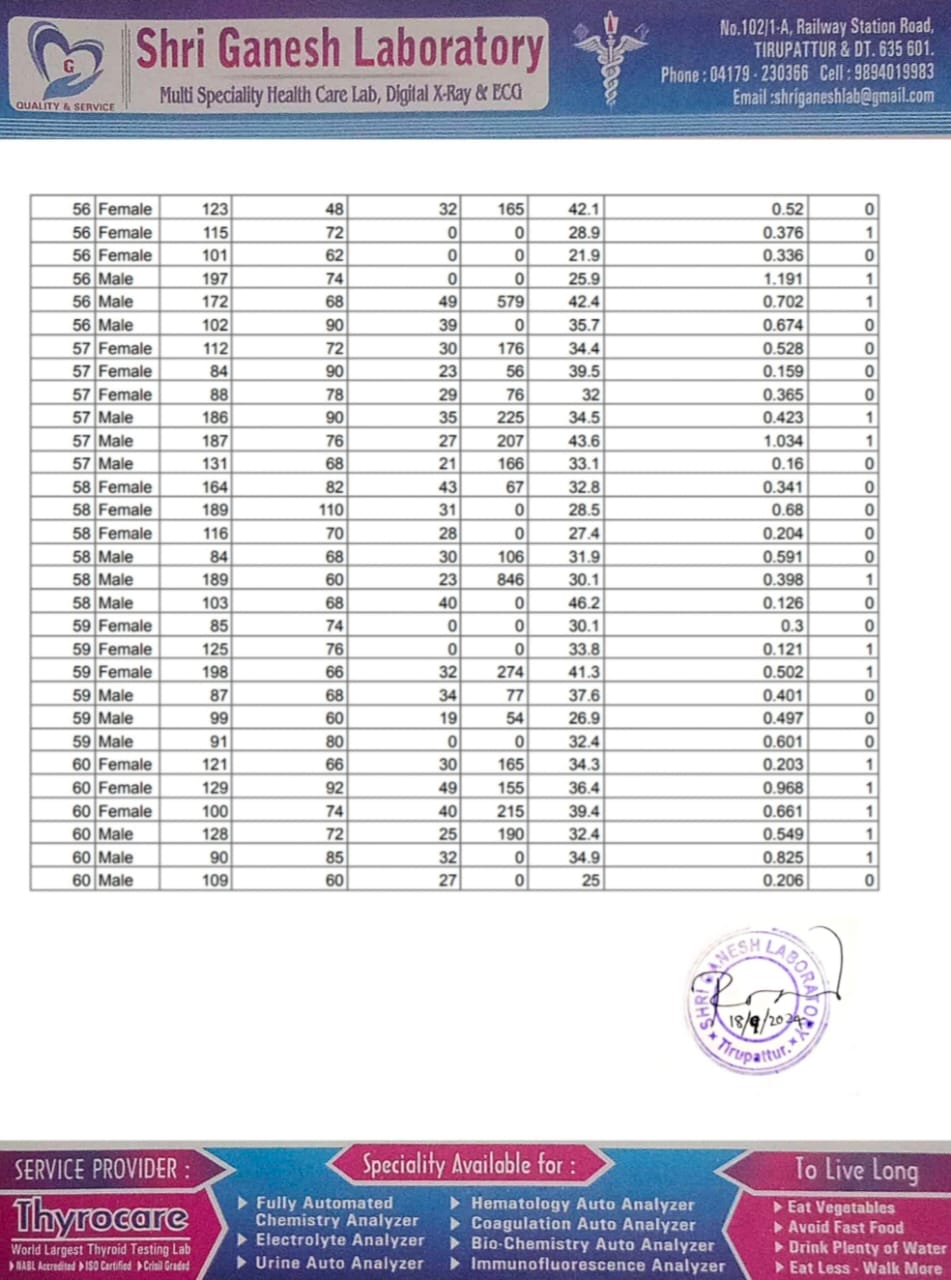 G
QUALITY & SERVICE
Shri Ganesh Laboratory
Multi Speciality Health Care Lab, Digital X-Ray & ECG
No.102/1-A, Railway Station Road,
TIRUPATTUR & DT. 635 601.
Phone : 04179 - 230366 Cell : 9894019983
Email :shriganeshlab@gmail.com
56 Female 123 48 32 165 42.1 0.52 0
56 Female 115 72 0 0 28.9 0.376 1
56 Female 101 62 0 0 21.9 0.336 0
56 Male 197 74 0 0 25.9 1.191 1
56 Male 172 68 49 579 42.4 0.702 1
56 Male 102 90 39 0 35.7 0.674 0
57 Female 112 72 30 176 34.4 0.528 0
57 Female 84 90 23 56 39.5 0.159 0
57 Female 88 78 29 76 32 0.365 0
57 Male 186 90 35 225 34.5 0.423 1
57 Male 187 76 27 207 43.6 1.034 1
57 Male 131 68 21 166 33.1 0.16 0
58 Female 164 82 43 67 32.8 0.341 0
58 Female 189 110 31 0 28.5 0.68 0
58 Female 116 70 28 0 27.4 0.204 0
58 Male 84 68 30 106 31.9 0.591 0
58 Male 189 60 23 846 30.1 0.398 1
58 Male 103 68 40 0 46.2 0.126 0
59 Female 85 74 0 0 30.1 0.3 0
59 Female 125 76 0 0 33.8 0.121 1
59 Female 198 66 32 274 41.3 0.502 1
59 Male 87 68 34 77 37.6 0.401 0
59 Male 99 60 19 54 26.9 0.497 0
59 Male 91 80 0 0 32.4 0.601 0
60 Female 121 66 30 165 34.3 0.203 1
60 Female 129 92 49 155 36.4 0.968 1
60 Female 100 74 40 215 39.4 0.661 1
60 Male 128 72 25 190 32.4 0.549 1
60 Male 90 85 32 0 34.9 0.825 1
60 Male 109 60 27 0 25 0.206 0
SHRI GANESH LABORATORY
18/9/2024
Tirupattur.
SERVICE PROVIDER :
Thyrocare
World Largest Thyroid Testing Lab
NABL Accredited ISO Certified Crisil Graded
Speciality Available for :
Fully Automated
Chemistry Analyzer
Electrolyte Analyzer
Urine Auto Analyzer
Hematology Auto Analyzer
Coagulation Auto Analyzer
Bio-Chemistry Auto Analyzer
Immunofluorescence Analyzer
To Live Long
Eat Vegetables
Avoid Fast Food
Drink Plenty of Water
Eat Less - Walk More